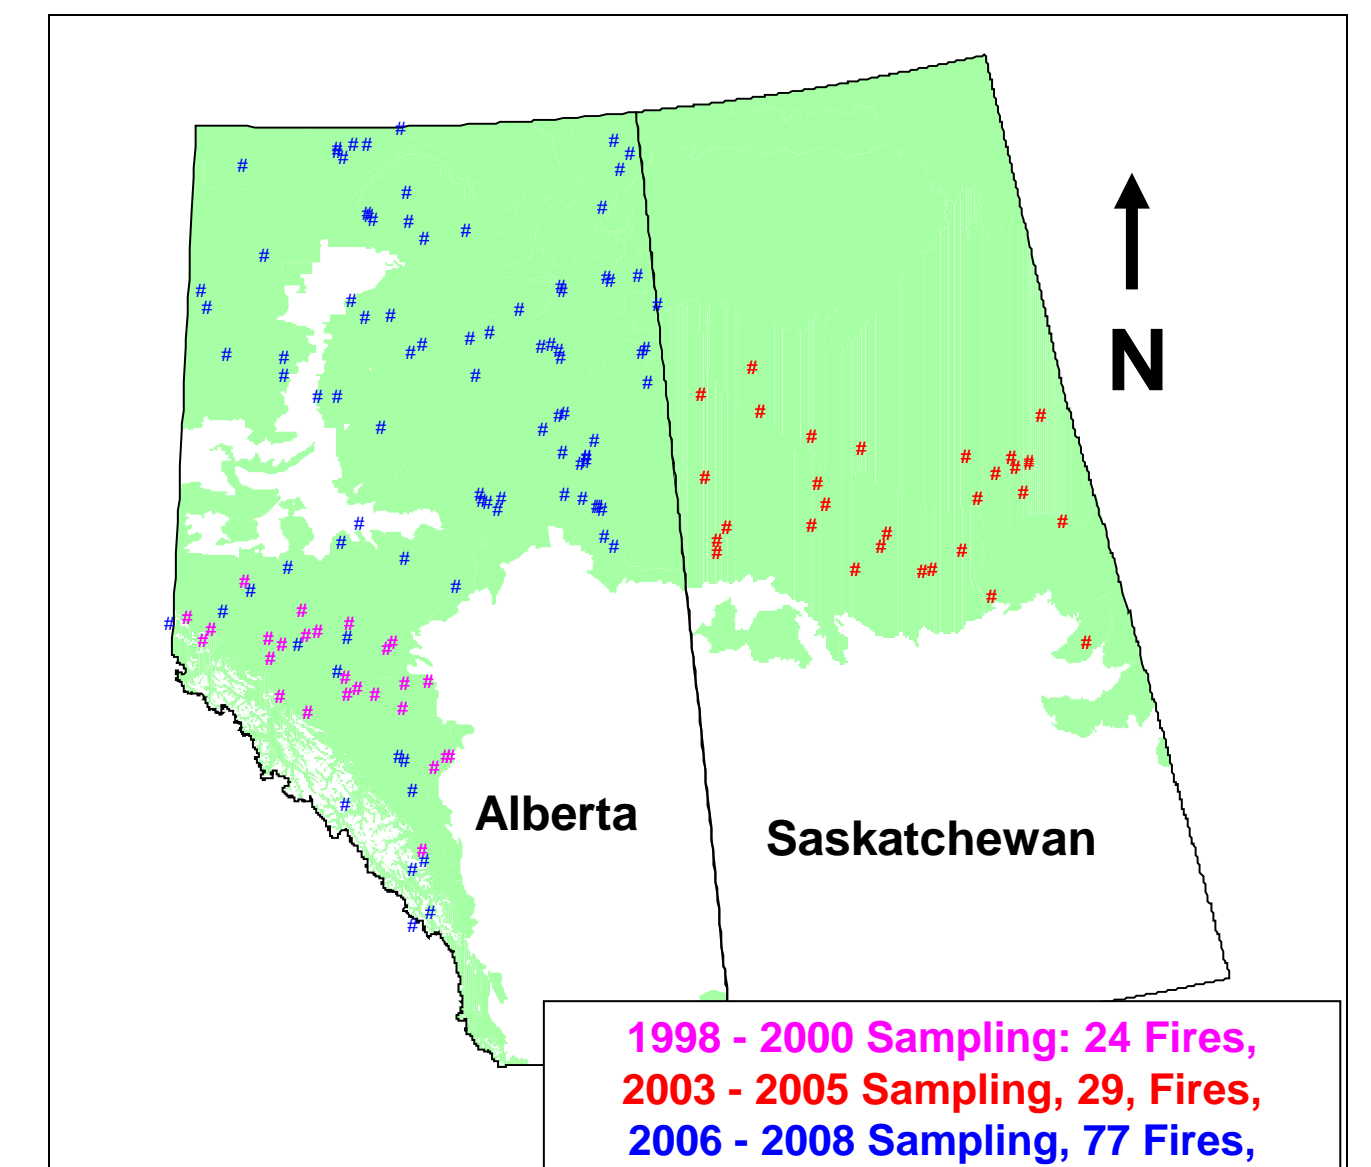 N
Alberta
Saskatchewan
1998 - 2000 Sampling: 24 Fires,
2003 - 2005 Sampling, 29, Fires,
2006 - 2008 Sampling, 77 Fires,